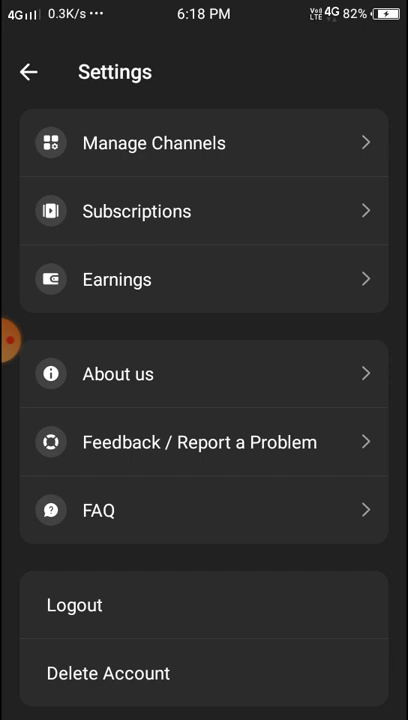 4G 0.3K/s ••• 6:18 PM VoB LTE 4G 82%
Settings
Manage Channels
Subscriptions
Earnings
About us
Feedback / Report a Problem
FAQ
Logout
Delete Account